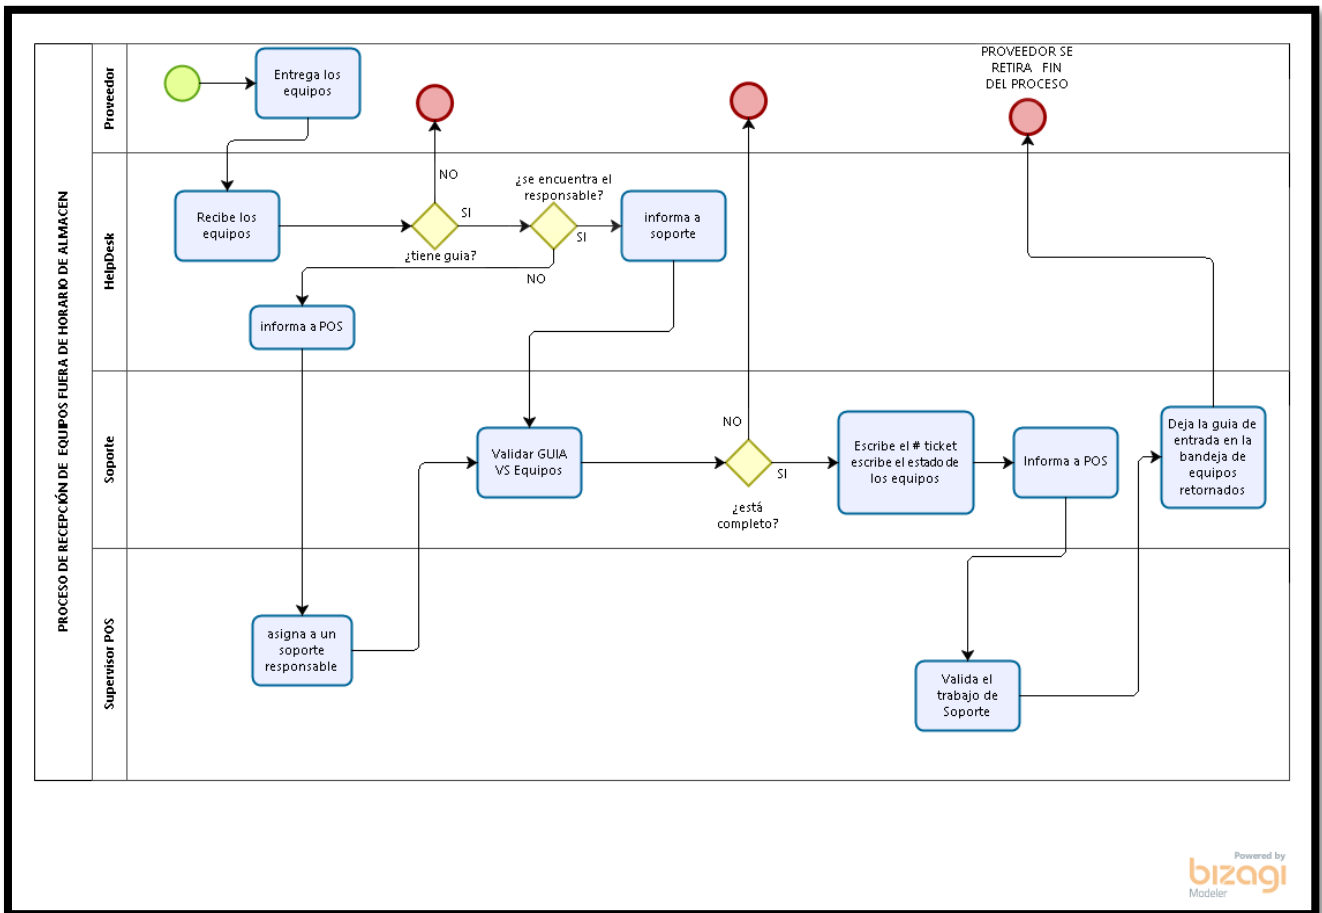 PROCESO DE RECEPCIÓN DE EQUIPOS FUERA DE HORARIO DE ALMACEN
Proveedor
Entrega los
equipos
PROVEEDOR SE
RETIRA FIN
DEL PROCESO
HelpDesk
Recibe los
equipos
NO
SI
¿tiene guia?
¿se encuentra el
responsable?
SI
NO
informa a
soporte
informa a POS
Soporte
Validar GUIA
VS Equipos
NO
SI
¿está
completo?
Escribe el # ticket
escribe el estado de
los equipos
Informa a POS
Deja la guia de
entrada en la
bandeja de
equipos
retornados
Supervisor POS
asigna a un
soporte
responsable
Valida el
trabajo de
Soporte
Powered by
bizagi
Modeler